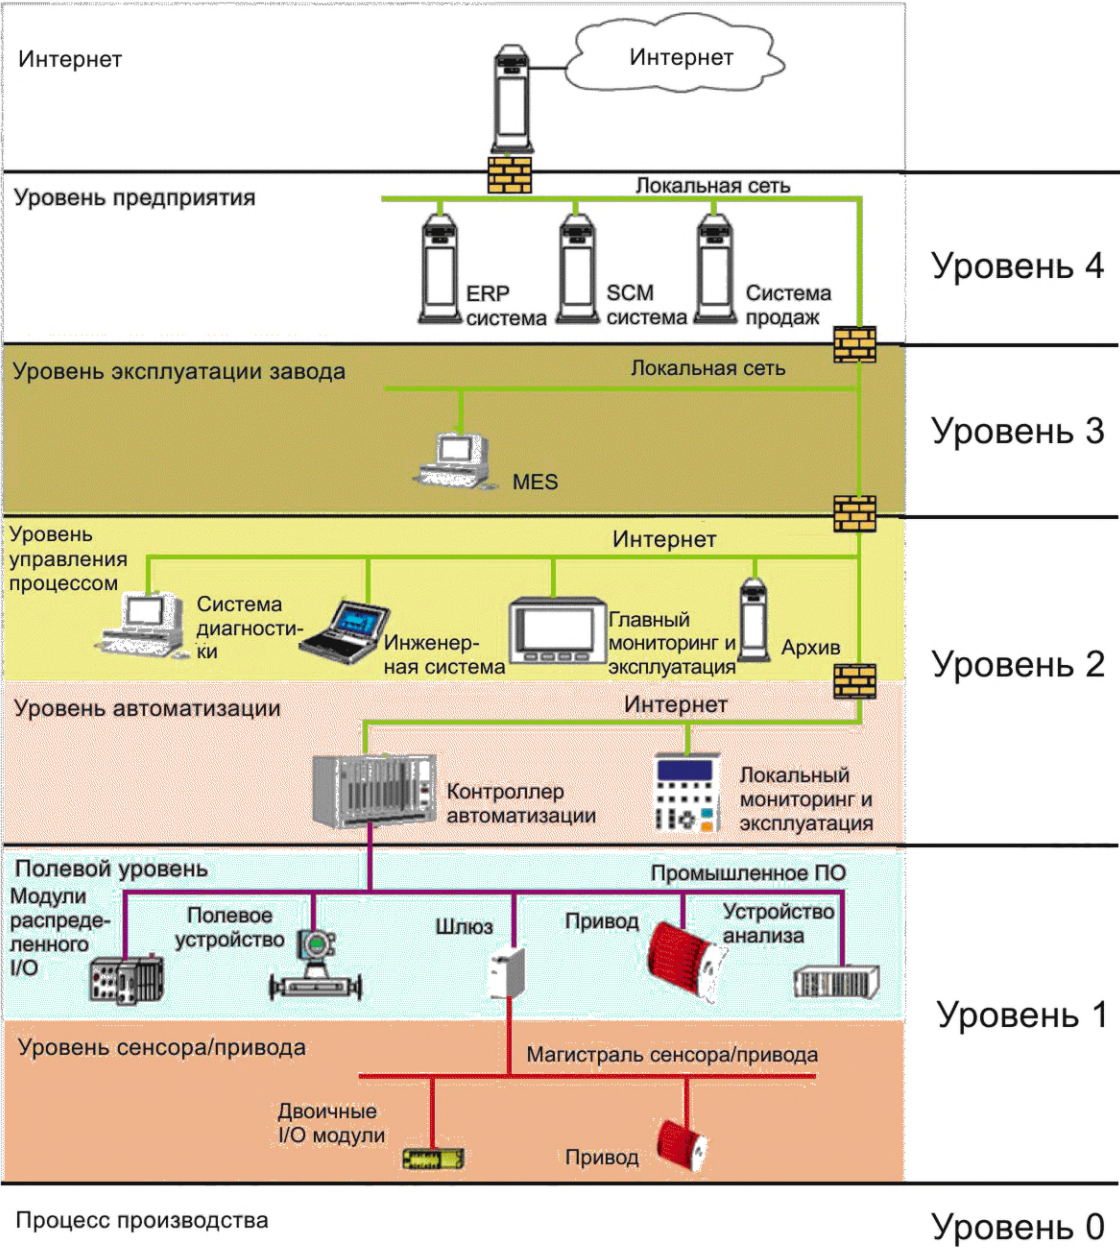 Интернет
Интернет
Уровень предприятия
Локальная сеть
ERP
система
SCM
система
Система
продаж
Уровень 4
Уровень эксплуатации завода
Локальная сеть
MES
Уровень 3
Уровень
управления
процессом
Интернет
Система
диагности-
ки
Инженер-
ная система
Главный
мониторинг и
эксплуатация
Архив
Уровень 2
Уровень автоматизации
Интернет
Контроллер
автоматизации
Локальный
мониторинг и
эксплуатация
Полевой уровень
Промышленное ПО
Модули
распреде-
ленного
I/O
Полевое
устройство
Шлюз
Привод
Устройство
анализа
Уровень 1
Уровень сенсора/привода
Магистраль сенсора/привода
Двоичные
I/O модули
Привод
Процесс производства
Уровень 0